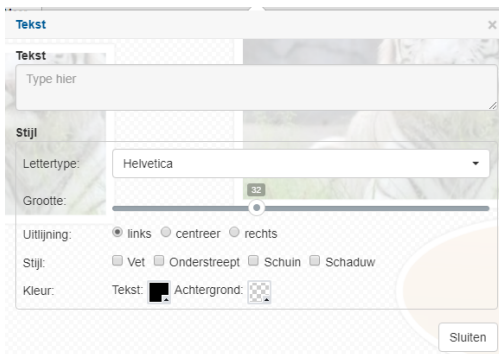 Tekst
Tekst
Type hier
Stijl
Lettertype: Helvetica
32
Grootte:
Uitlijning: links centreer rechts
Stijl: Vet Onderstreept Schuin Schaduw
Kleur: Tekst: Achtergrond:
Sluiten